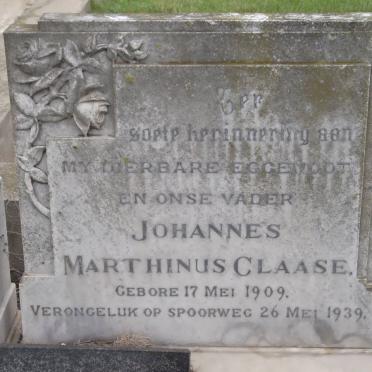 Ter
soete herinnering aan
MY DIERBARE EGGENOOT
EN ONSE VADER
JOHANNES
MARTHINUS CLAASE.
GEBORE 17 MEI 1909.
VERONGELUK OP SPOORWEG 26 MEI 1939.